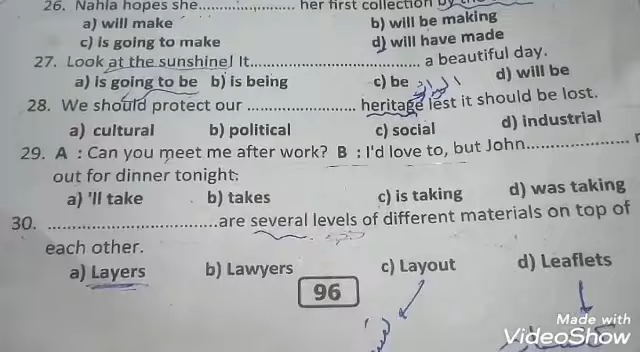 26. Nahla hopes she........................ her first collection by the
a) will make b) will be making
c) is going to make d) will have made
27. Look at the sunshine! It.................................. a beautiful day.
a) is going to be b) is being c) be d) will be
28. We should protect our ...................... heritage lest it should be lost.
a) cultural b) political c) social d) industrial
29. A : Can you meet me after work? B : I'd love to, but John.....................
out for dinner tonight.
a) 'll take b) takes c) is taking d) was taking
30. ..................................are several levels of different materials on top of
each other.
a) Layers b) Lawyers c) Layout d) Leaflets
96
Made with
VideoShow